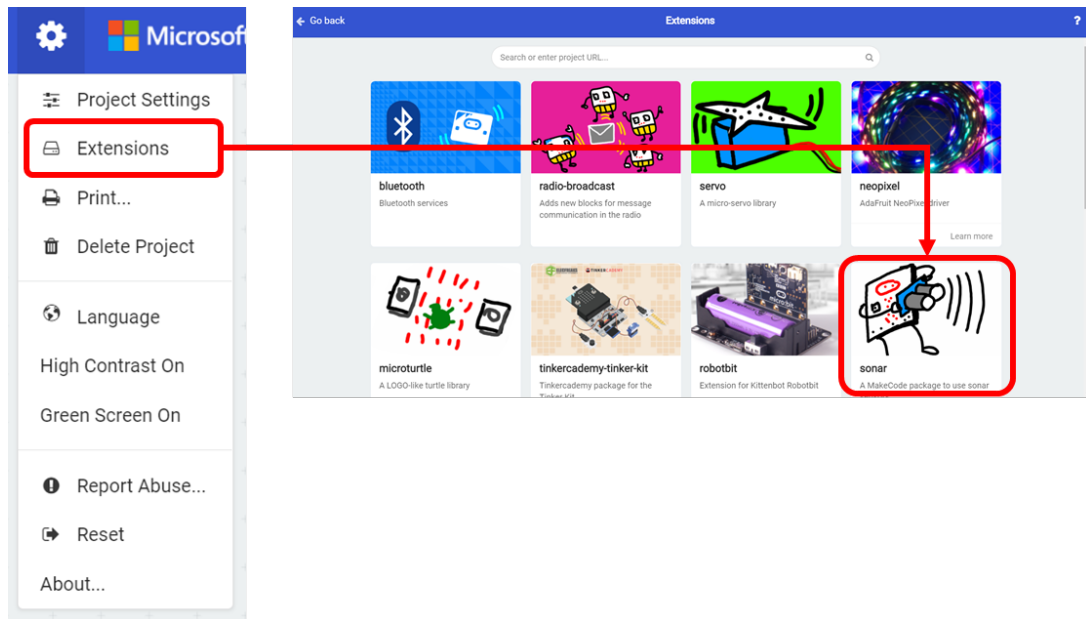 Microsoft
Project Settings
Extensions
Print...
Delete Project
Language
High Contrast On
Green Screen On
Report Abuse...
Reset
About...
Go back
Extensions
?
Search or enter project URL...
bluetooth
Bluetooth services
radio-broadcast
Adds new blocks for message
communication in the radio
servo
A micro-servo library
neopixel
AdaFruit NeoPixel driver
Learn more
microturtle
A LOGO-like turtle library
tinkercademy-tinker-kit
Tinkercademy package for the
Tinker Kit
robotbit
Extension for Kittenbot Robotbit
sonar
A MakeCode package to use sonar